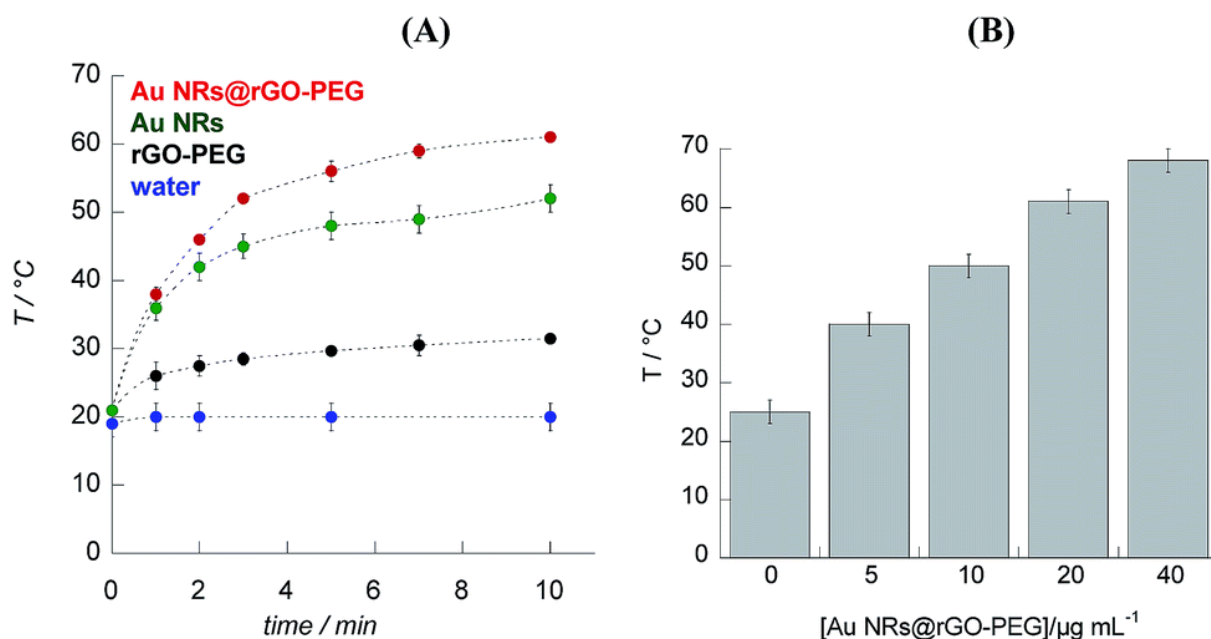 (A)
70
60
50
40
30
20
10
0
T / °C
Au NRs@rGO-PEG
Au NRs
rGO-PEG
water
0 2 4 6 8 10
time / min
(B)
70
60
50
40
30
20
10
0
T / °C
0 5 10 20 40
[Au NRs@rGO-PEG]/µg mL⁻¹